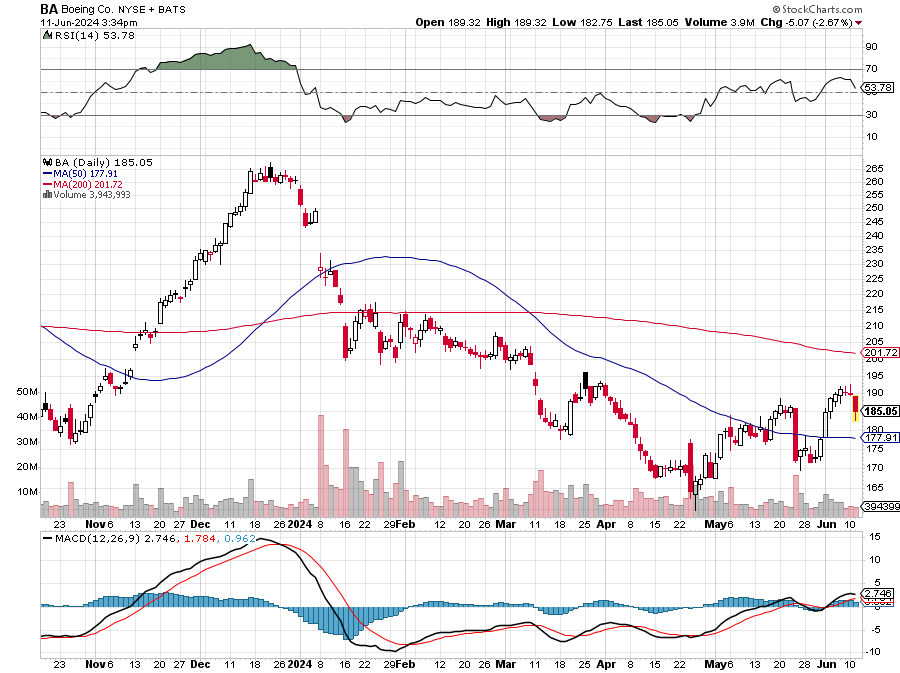 BA Boeing Co. NYSE + BATS © StockCharts.com
11-Jun-2024 3:34pm Open 189.32 High 189.32 Low 182.75 Last 185.05 Volume 3.9M Chg -5.07 (-2.67%)
RSI(14) 53.78
90
70
53.78
30
10
BA (Daily) 185.05
MA(50) 177.91
MA(200) 201.72
Volume 3,943,993
265
260
255
250
245
240
235
230
225
220
215
210
205
201.72
195
190
185.05
180
177.91
175
170
165
394399
50M
40M
30M
20M
10M
23 Nov 6 13 20 27 Dec 11 18 26 2024 8 16 22 29 Feb 12 20 26 Mar 11 18 25 Apr 8 15 22 May 6 13 20 28 Jun 10
MACD(12,26,9) 2.746, 1.784, 0.962
15
10
5
2.746
0
-5
-10
23 Nov 6 13 20 27 Dec 11 18 26 2024 8 16 22 29 Feb 12 20 26 Mar 11 18 25 Apr 8 15 22 May 6 13 20 28 Jun 10